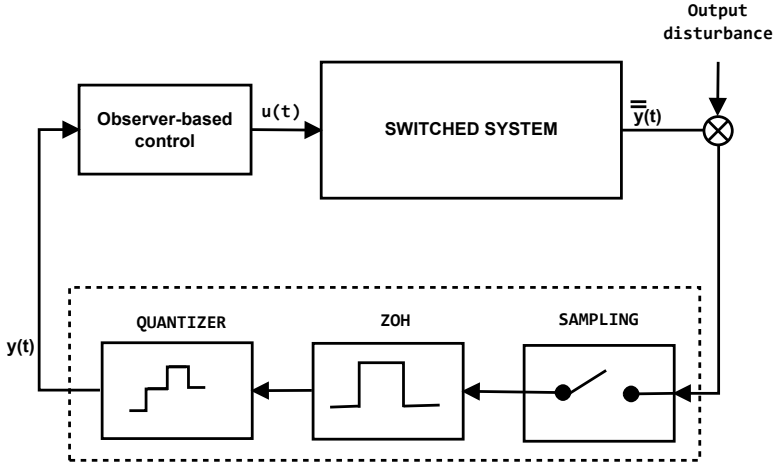 Output
disturbance
Observer-based
control
u(t)
SWITCHED SYSTEM
y̿(t)
QUANTIZER
ZOH
SAMPLING
y(t)